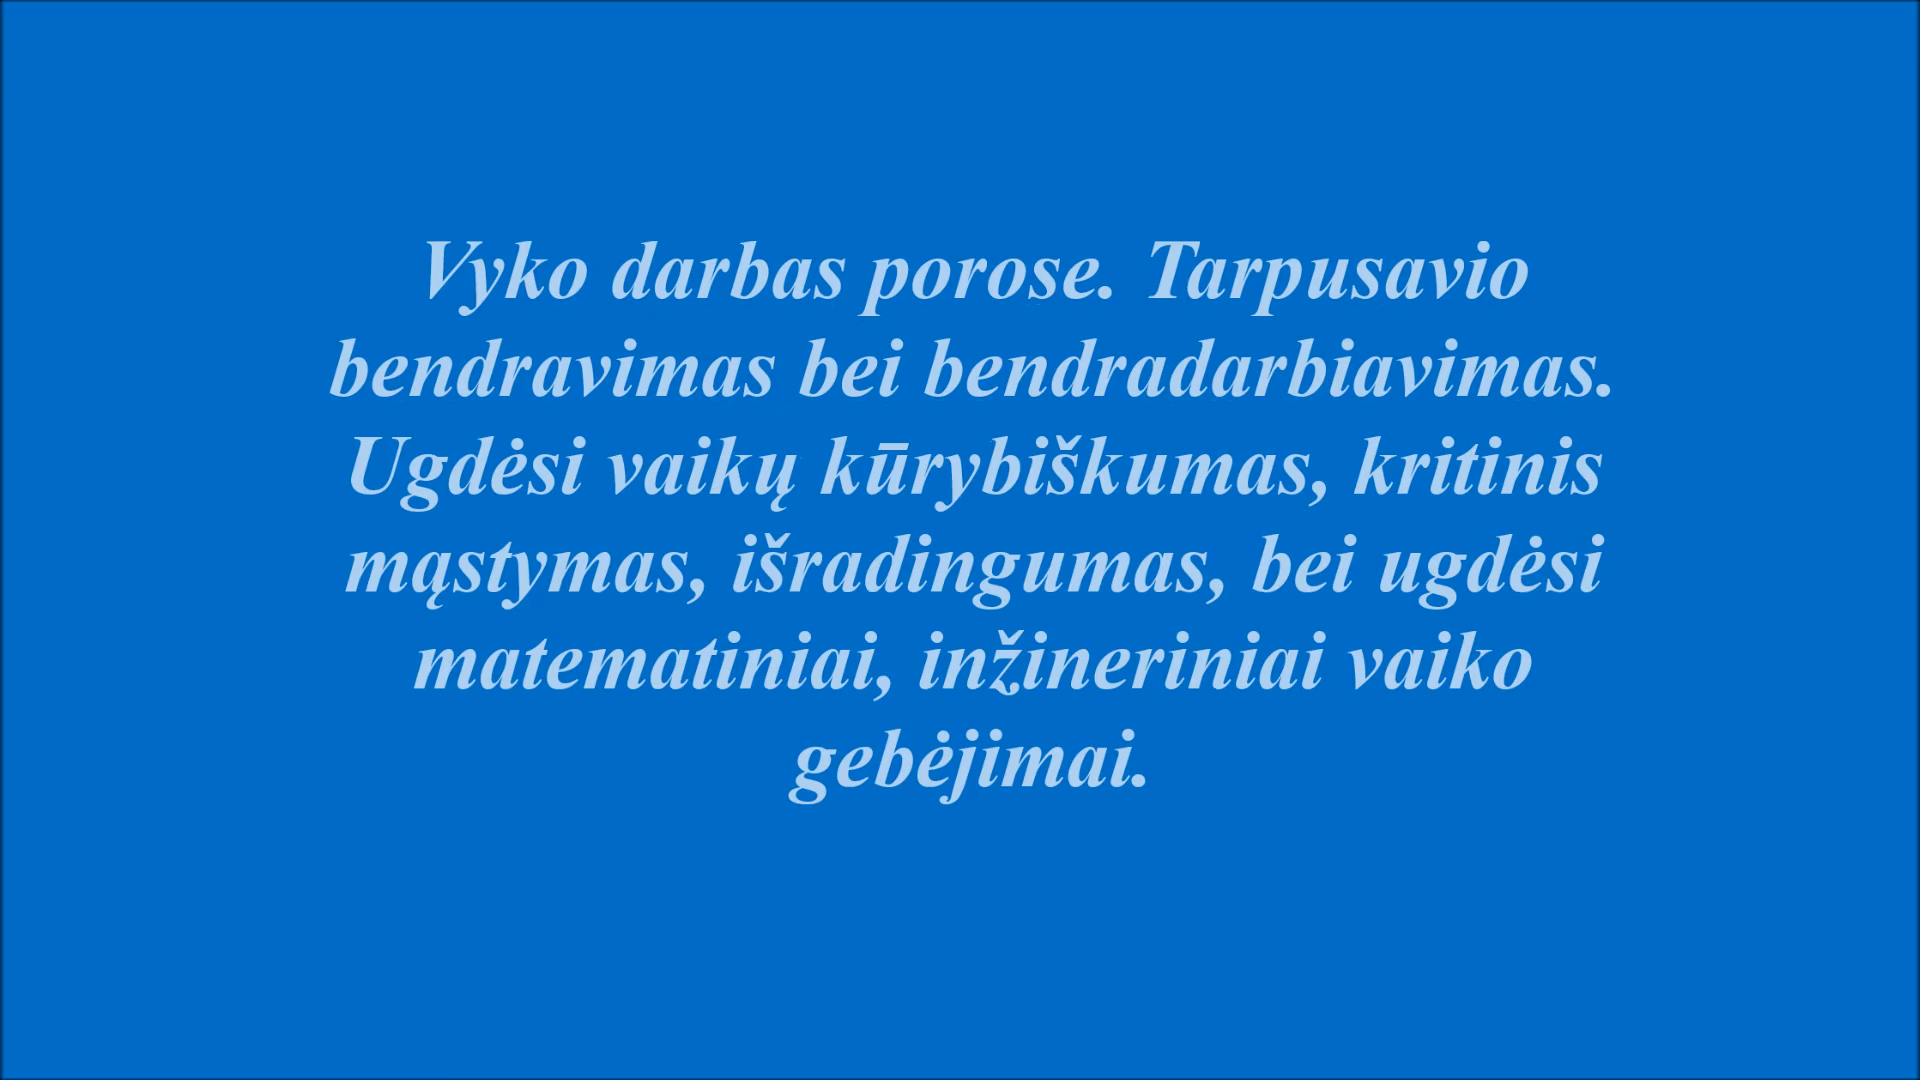 Vyko darbas porose. Tarpusavio
bendravimas bei bendradarbiavimas.
Ugdėsi vaikų kūrybiškumas, kritinis
mąstymas, išradingumas, bei ugdėsi
matematiniai, inžineriniai vaiko
gebėjimai.